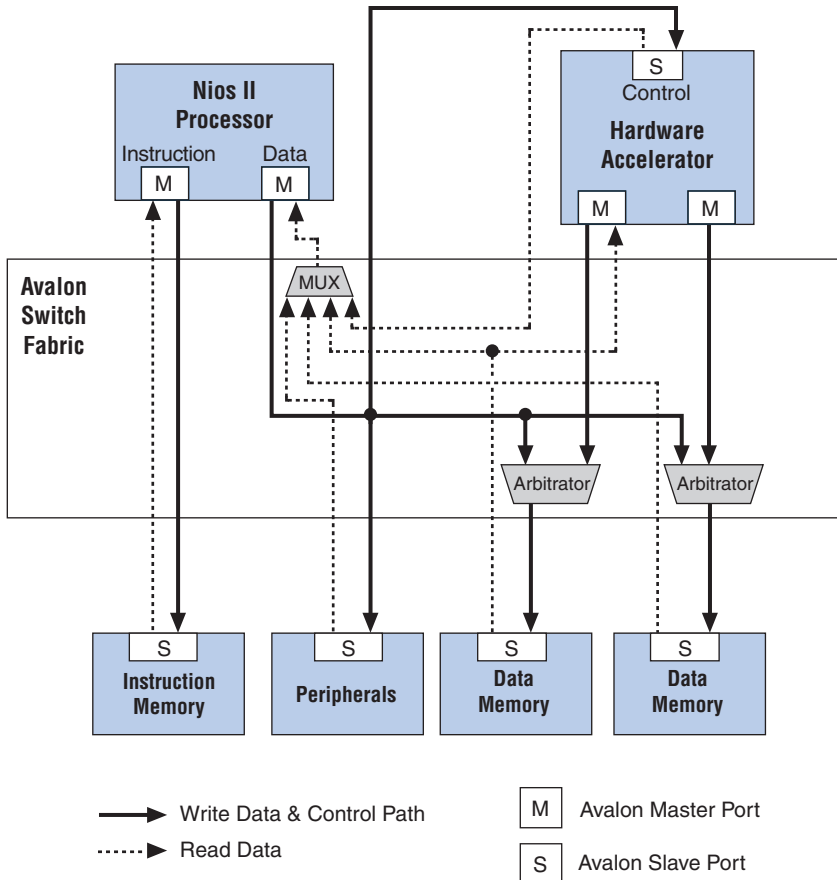 S
Control
Hardware
Accelerator
M
M
Nios II
Processor
Instruction
Data
M
M
Avalon
Switch
Fabric
MUX
Arbitrator
Arbitrator
S
Instruction
Memory
S
Peripherals
S
Data
Memory
S
Data
Memory
Write Data & Control Path
Read Data
M
Avalon Master Port
S
Avalon Slave Port